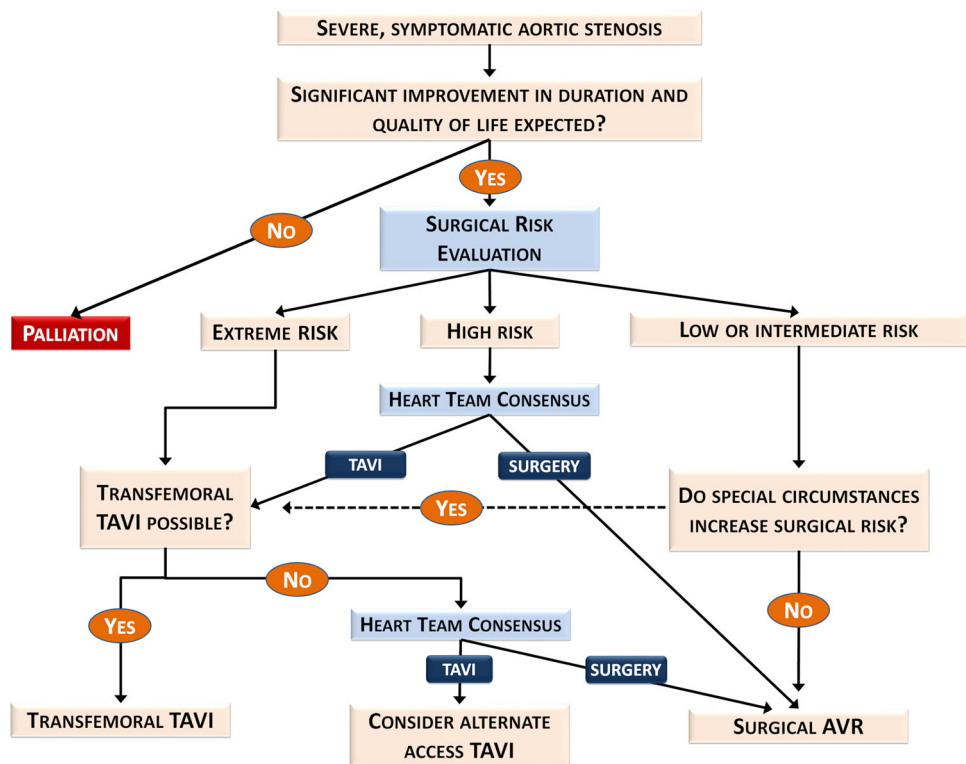 SEVERE, SYMPTOMATIC AORTIC STENOSIS
SIGNIFICANT IMPROVEMENT IN DURATION AND
QUALITY OF LIFE EXPECTED?
YES
NO
SURGICAL RISK
EVALUATION
PALLIATION
EXTREME RISK
HIGH RISK
LOW OR INTERMEDIATE RISK
HEART TEAM CONSENSUS
TAVI
SURGERY
TRANSFEMORAL
TAVI POSSIBLE?
YES
DO SPECIAL CIRCUMSTANCES
INCREASE SURGICAL RISK?
NO
NO
YES
HEART TEAM CONSENSUS
TAVI
SURGERY
TRANSFEMORAL TAVI
CONSIDER ALTERNATE
ACCESS TAVI
SURGICAL AVR